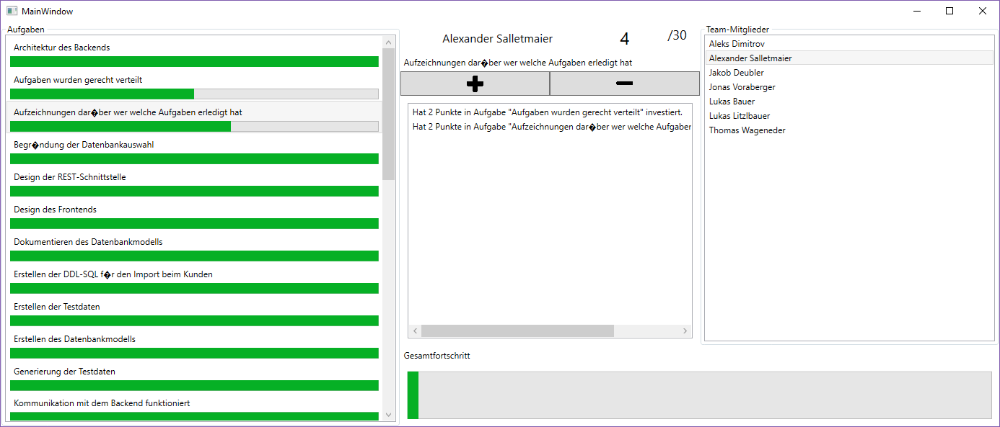 MainWindow
Aufgaben
Architektur des Backends
Aufgaben wurden gerecht verteilt
Aufzeichnungen dar�ber wer welche Aufgaben erledigt hat
Begr�ndung der Datenbankauswahl
Design der REST-Schnittstelle
Design des Frontends
Dokumentieren des Datenbankmodells
Erstellen der DDL-SQL f�r den Import beim Kunden
Erstellen der Testdaten
Erstellen des Datenbankmodells
Generierung der Testdaten
Kommunikation mit dem Backend funktioniert
Alexander Salletmaier 4 /30
Aufzeichnungen dar�ber wer welche Aufgaben erledigt hat
Hat 2 Punkte in Aufgabe "Aufgaben wurden gerecht verteilt" investiert.
Hat 2 Punkte in Aufgabe "Aufzeichnungen dar�ber wer welche Aufgaben
Gesamtfortschritt
Team-Mitglieder
Aleks Dimitrov
Alexander Salletmaier
Jakob Deubler
Jonas Voraberger
Lukas Bauer
Lukas Litzlbauer
Thomas Wageneder